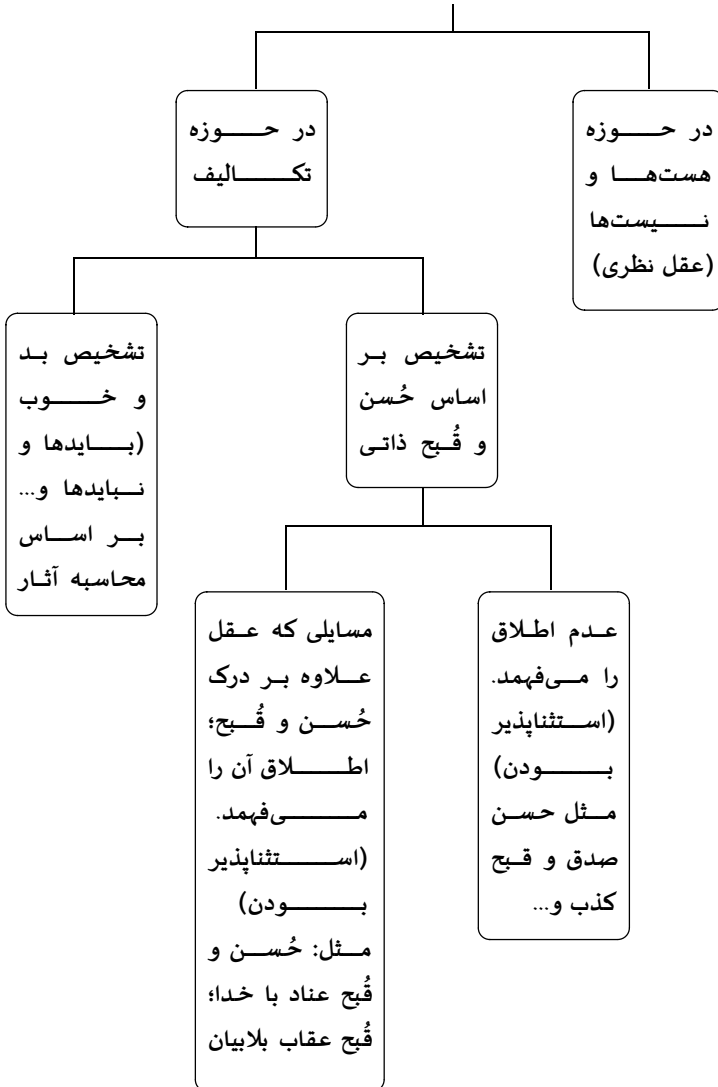 در حوزه
هست‌ها و
نیست‌ها
(عقل نظری)
در حوزه
تکالیف
تشخیص بر
اساس حُسن
و قُبح ذاتی
تشخیص بد
و خوب
(بایدها و
نبایدها و...
بر اساس
محاسبه آثار
عدم اطلاق
را می‌فهمد.
(استثناپذیر
بودن)
مثل حسن
صدق و قبح
کذب و...
مسایلی که عقل
علاوه بر درک
حُسن و قُبح؛
اطلاق آن را
می‌فهمد.
(استثناپذیر
بودن)
مثل: حُسن و
قُبح عناد با خدا؛
قُبح عقاب بلابیان